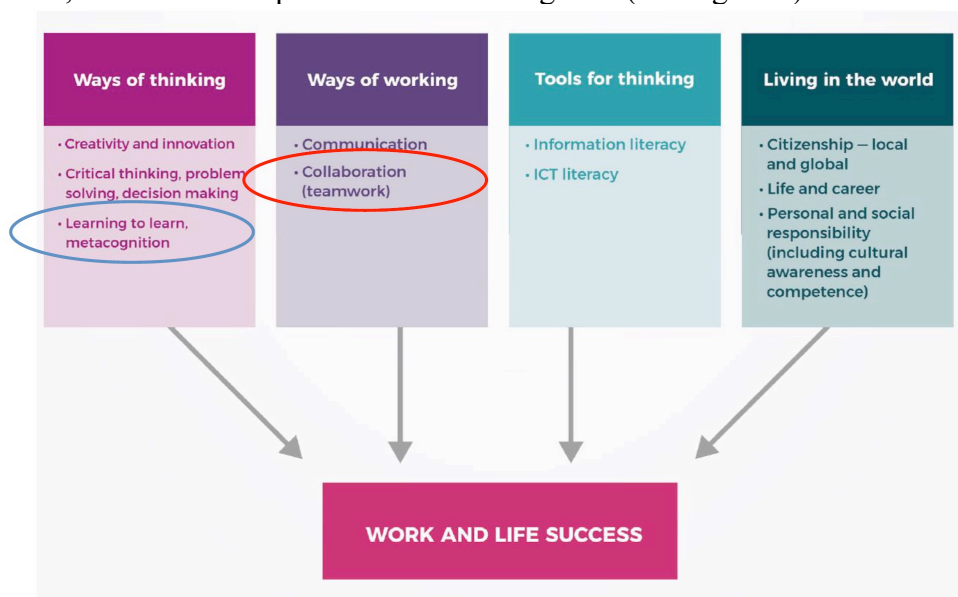 Ways of thinking
• Creativity and innovation
• Critical thinking, problem
solving, decision making
• Learning to learn,
metacognition
Ways of working
• Communication
• Collaboration
(teamwork)
Tools for thinking
• Information literacy
• ICT literacy
Living in the world
• Citizenship – local
and global
• Life and career
• Personal and social
responsibility
(including cultural
awareness and
competence)
WORK AND LIFE SUCCESS